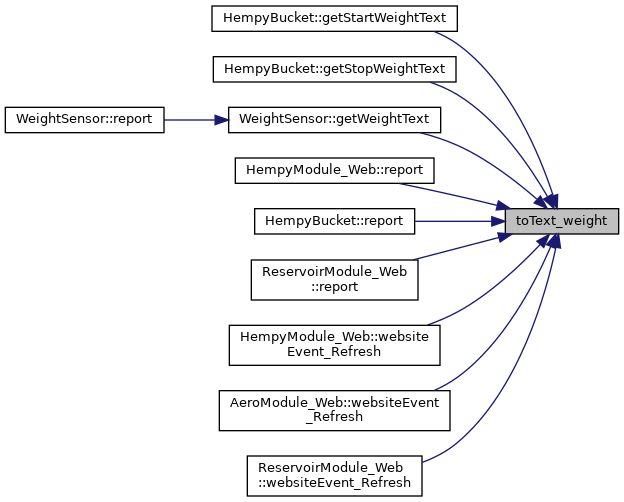 HempyBucket::getStartWeightText
HempyBucket::getStopWeightText
WeightSensor::report
WeightSensor::getWeightText
HempyModule_Web::report
HempyBucket::report
toText_weight
ReservoirModule_Web
::report
HempyModule_Web::website
Event_Refresh
AeroModule_Web::websiteEvent
_Refresh
ReservoirModule_Web
::websiteEvent_Refresh